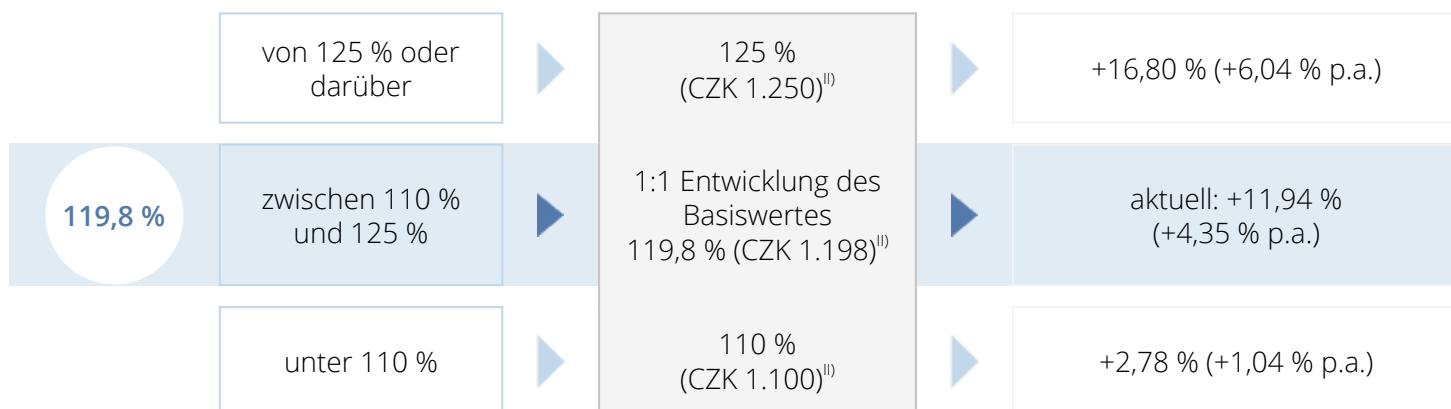 von 125 % oder
darüber
125 %
(CZK 1.250)II)
+16,80 % (+6,04 % p.a.)
119,8 %
zwischen 110 %
und 125 %
1:1 Entwicklung des
Basiswertes
119,8 % (CZK 1.198)II)
aktuell: +11,94 %
(+4,35 % p.a.)
unter 110 %
110 %
(CZK 1.100)II)
+2,78 % (+1,04 % p.a.)